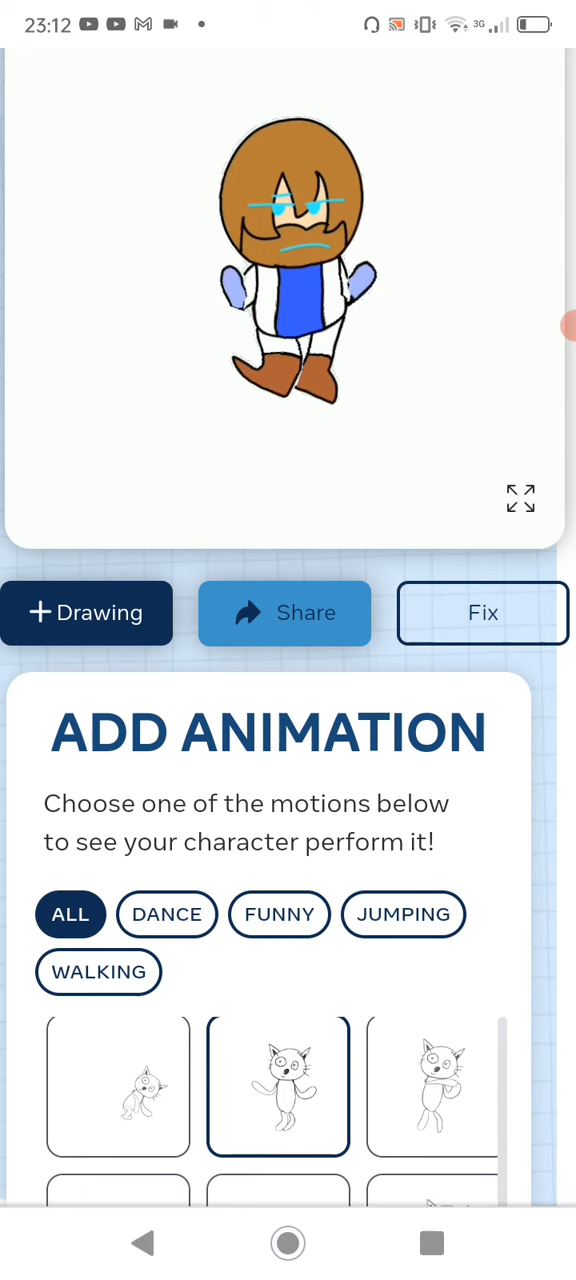 23:12
3G
Drawing
Share
Fix
ADD ANIMATION
Choose one of the motions below
to see your character perform it!
ALL
DANCE
FUNNY
JUMPING
WALKING